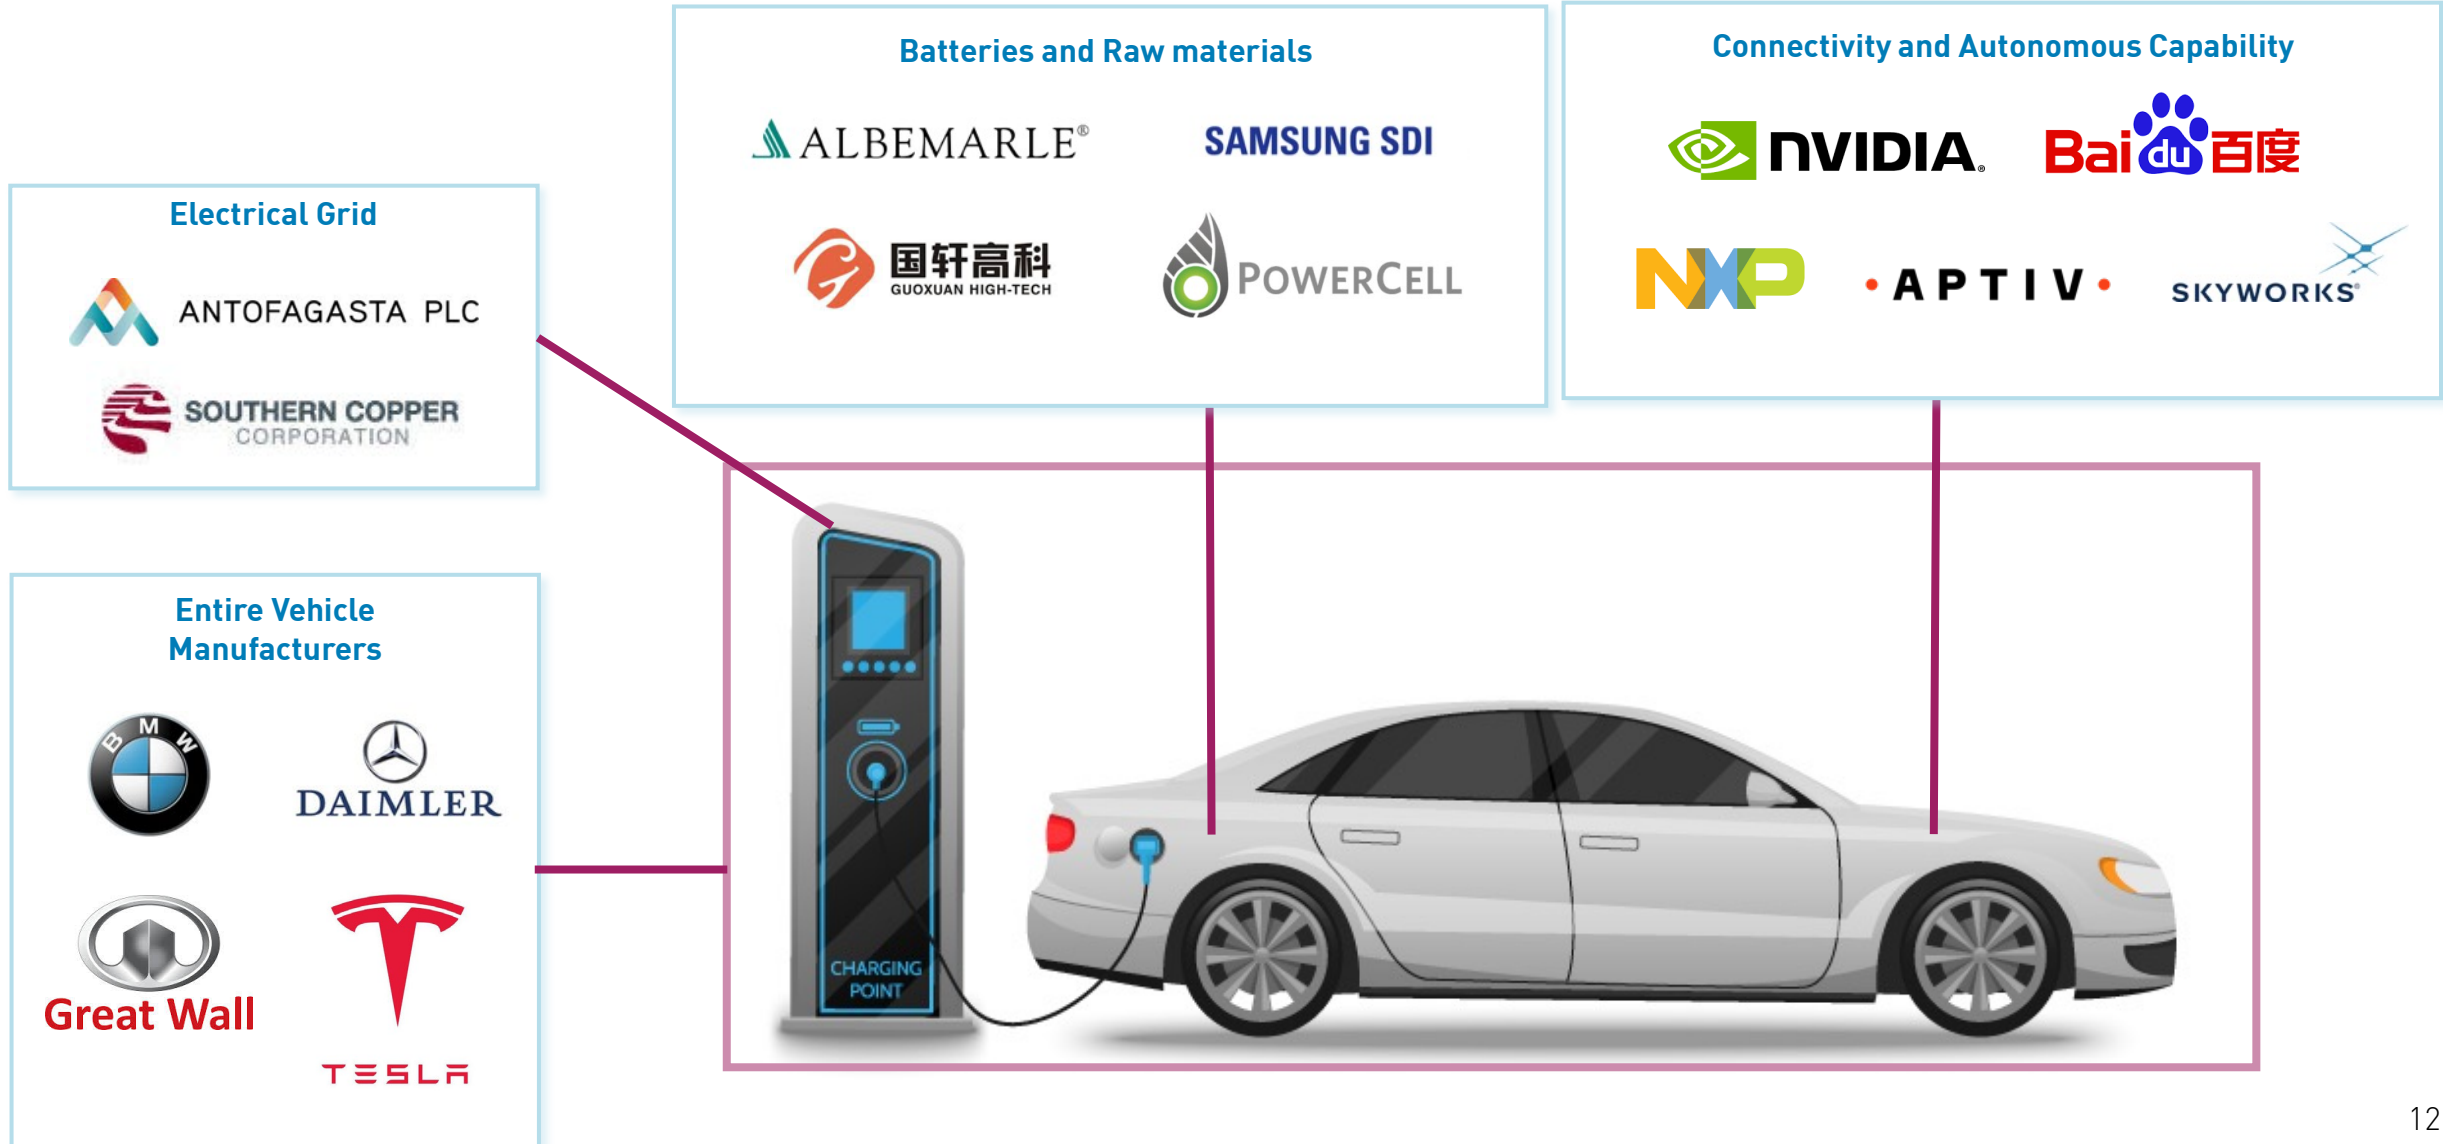 Batteries and Raw materials
ALBEMARLE®
SAMSUNG SDI
国轩高科
GUOXUAN HIGH-TECH
POWERCELL
Connectivity and Autonomous Capability
NVIDIA®
Bai du 百度
NXP
• APTIV •
SKYWORKS®
Electrical Grid
ANTOFAGASTA PLC
SOUTHERN COPPER
CORPORATION
Entire Vehicle
Manufacturers
BMW
DAIMLER
Great Wall
TESLA
CHARGING
POINT
12